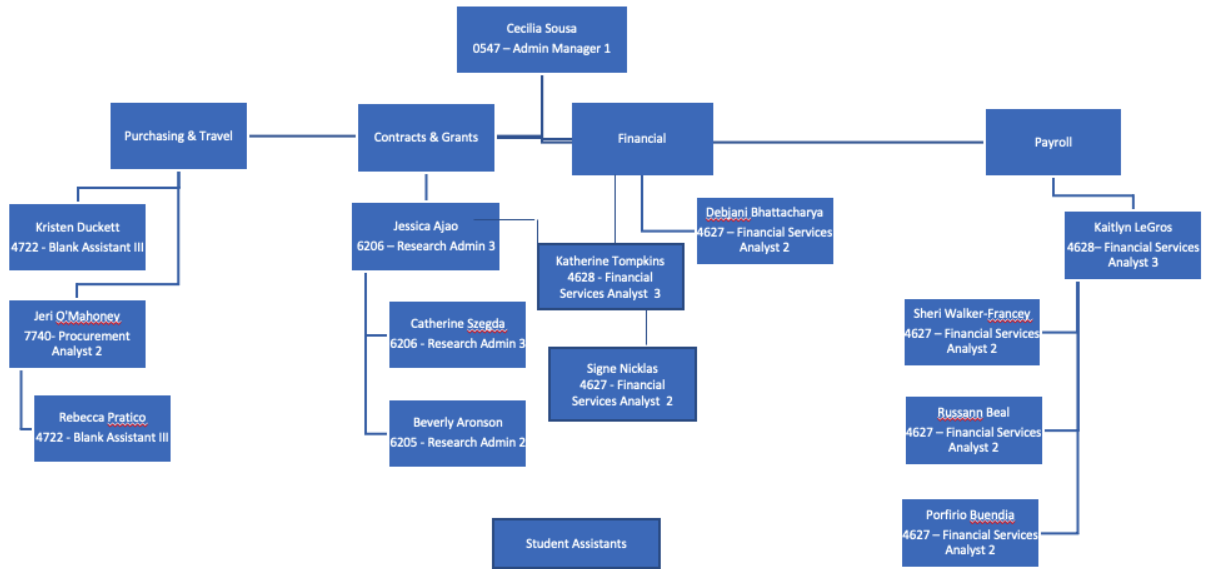 Cecilia Sousa
0547 – Admin Manager 1
Purchasing & Travel
Contracts & Grants
Financial
Payroll
Kristen Duckett
4722 - Blank Assistant III
Jeri O'Mahoney
7740- Procurement
Analyst 2
Rebecca Pratico
4722 - Blank Assistant III
Jessica Ajao
6206 – Research Admin 3
Catherine Szegda
6206 - Research Admin 3
Beverly Aronson
6205 - Research Admin 2
Katherine Tompkins
4628 - Financial
Services Analyst 3
Signe Nicklas
4627 - Financial
Services Analyst 2
Debjani Bhattacharya
4627 – Financial Services
Analyst 2
Kaitlyn LeGros
4628– Financial Services
Analyst 3
Sheri Walker-Francey
4627 – Financial Services
Analyst 2
Russann Beal
4627 – Financial Services
Analyst 2
Porfirio Buendia
4627 – Financial Services
Analyst 2
Student Assistants